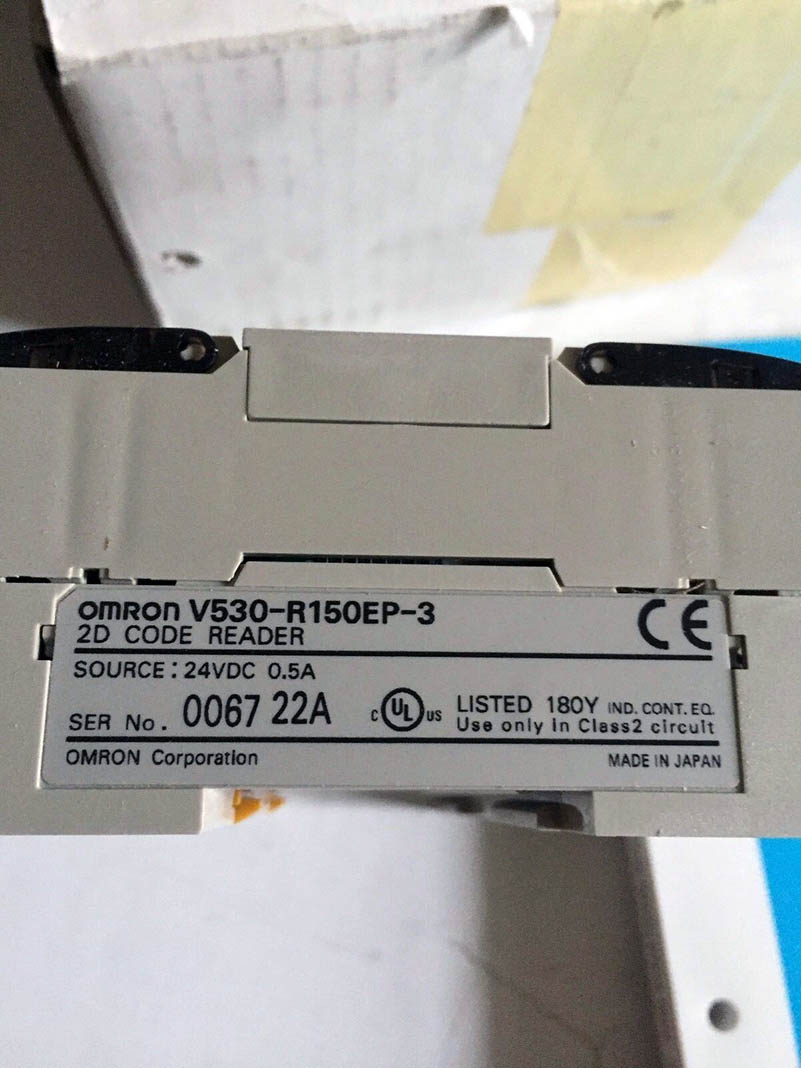 omron V530-R150EP-3
2D CODE READER
CE
SOURCE : 24VDC 0.5A
SER No. 0067 22A
c UL us LISTED 180Y IND. CONT. EQ.
Use only in Class2 circuit
OMRON Corporation
MADE IN JAPAN